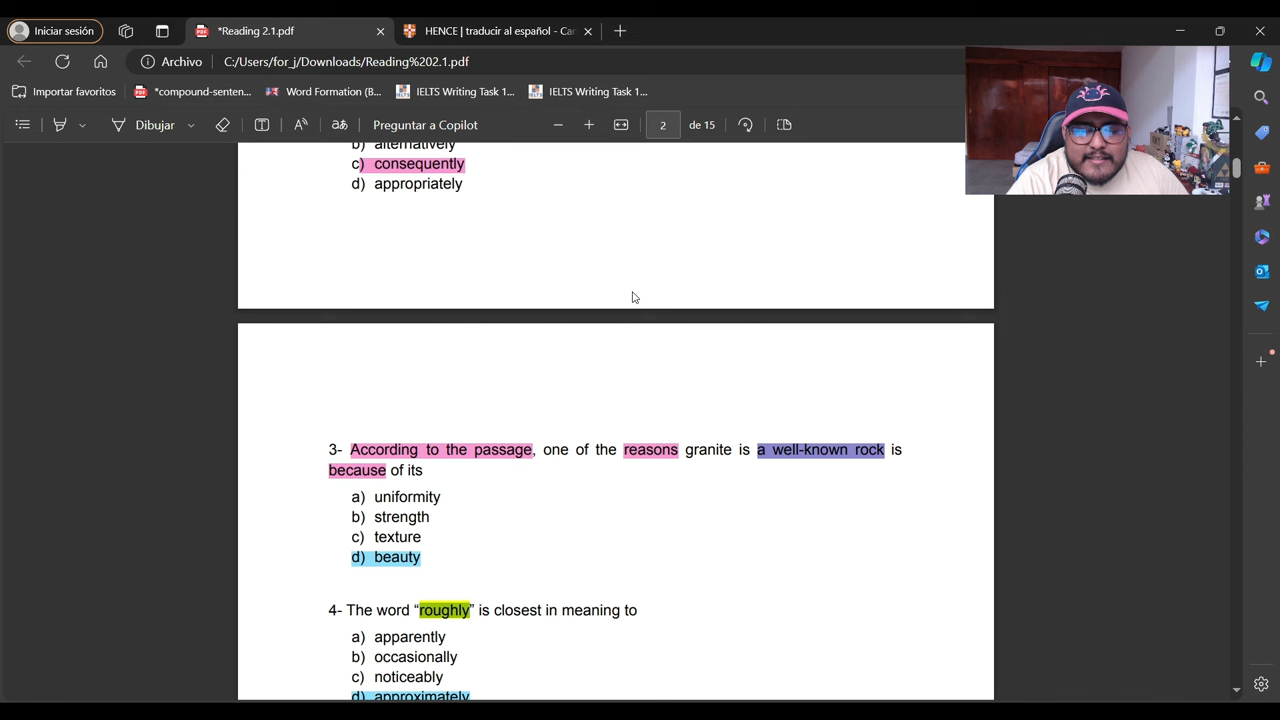 Iniciar sesión
*Reading 2.1.pdf
HENCE | traducir al español - Car
Archivo
C:/Users/for_j/Downloads/Reading%202.1.pdf
Importar favoritos
*compound-senten...
Word Formation (B...
IELTS Writing Task 1...
IELTS Writing Task 1...
Dibujar
Preguntar a Copilot
2
de 15
b) alternatively
c) consequently
d) appropriately
3- According to the passage, one of the reasons granite is a well-known rock is
because of its
a) uniformity
b) strength
c) texture
d) beauty
4- The word “roughly” is closest in meaning to
a) apparently
b) occasionally
c) noticeably
d) approximately